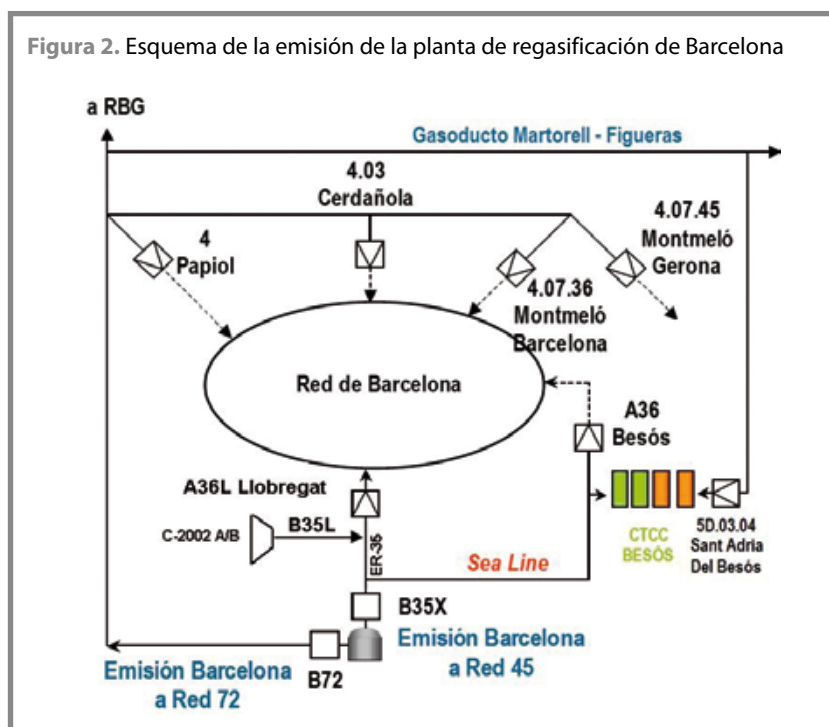 Figura 2. Esquema de la emisión de la planta de regasificación de Barcelona
a RBG
Gasoducto Martorell - Figueras
4.03
Cerdañola
4
Papiol
4.07.45
Montmeló
Gerona
4.07.36
Montmeló
Barcelona
Red de Barcelona
A36
Besós
A36L Llobregat
C-2002 A/B
B35L
ER-35
CTCC
BESÓS
5D.03.04
Sant Adria
Del Besós
Sea Line
B35X
Emisión Barcelona
a Red 45
Emisión Barcelona
a Red 72
B72